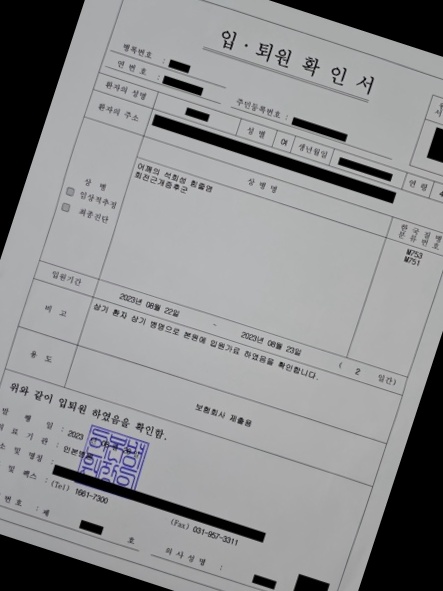 입·퇴원 확인서
병록번호 :
연 번 호 :
주민등록번호 :
환자의 성명
성 별
여
생년월일
연 령
환자의 주소
상 병
임상적추정
최종진단
상 병 명
한 국 질 병
분 류 번 호
어깨의 석회성 힘줄염
회전근개증후군
M753
M751
입원기간
2023년 08월 22일 - 2023년 08월 23일 ( 2 일간)
비 고
상기 환자 상기 병명으로 본원에 입원가료 하였음을 확인합니다.
용 도
보험회사 제출용
위와 같이 입퇴원 하였음을 확인함.
발 행 일 : 2023
료 기 관 :
소 및 명칭 :
및 팩스 : (Tel) 1661-7300 (Fax) 031-957-3311
번 호 : 제 호
의 사 성 명 :